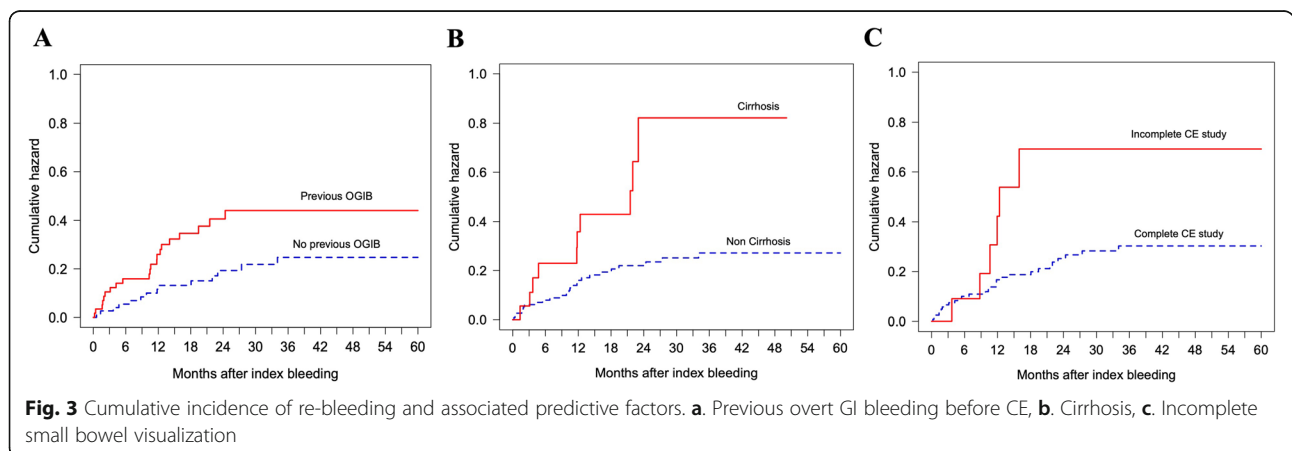 A
B
C
Cumulative hazard
1.0
0.8
0.6
0.4
0.2
0.0
Previous OGIB
No previous OGIB
0 6 12 18 24 30 36 42 48 54 60
Months after index bleeding
Cumulative hazard
1.0
0.8
0.6
0.4
0.2
0.0
Cirrhosis
Non Cirrhosis
0 6 12 18 24 30 36 42 48 54 60
Months after index bleeding
Cumulative hazard
1.0
0.8
0.6
0.4
0.2
0.0
Incomplete CE study
Complete CE study
0 6 12 18 24 30 36 42 48 54 60
Months after index bleeding
Fig. 3 Cumulative incidence of re-bleeding and associated predictive factors. a. Previous overt GI bleeding before CE, b. Cirrhosis, c. Incomplete
small bowel visualization